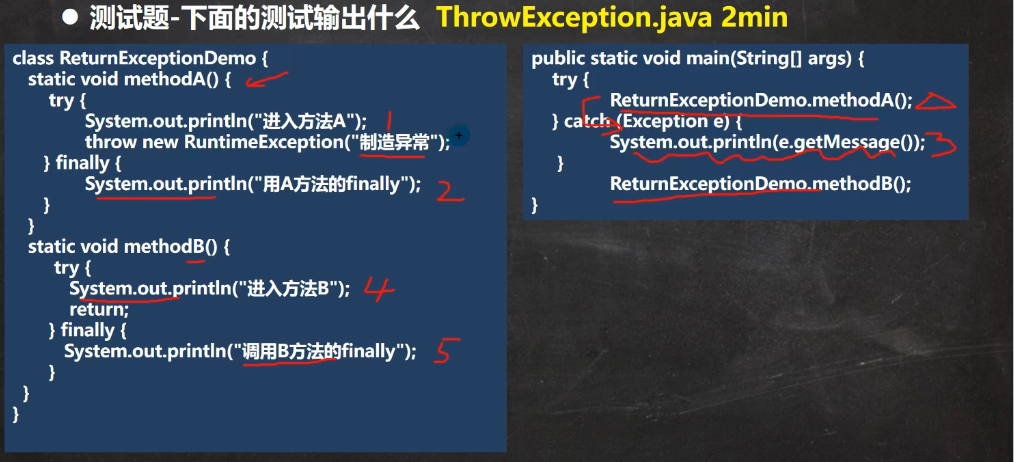 ● 测试题-下面的测试输出什么 ThrowException.java 2min
class ReturnExceptionDemo {
static void methodA() {
try {
System.out.println("进入方法A");
1
throw new RuntimeException("制造异常");
} finally {
System.out.println("用A方法的finally");
2
}
}
static void methodB() {
try {
System.out.println("进入方法B");
4
return;
} finally {
System.out.println("调用B方法的finally");
5
}
}
}
public static void main(String[] args) {
try {
ReturnExceptionDemo.methodA();
} catch (Exception e) {
System.out.println(e.getMessage());
3
}
ReturnExceptionDemo.methodB();
}